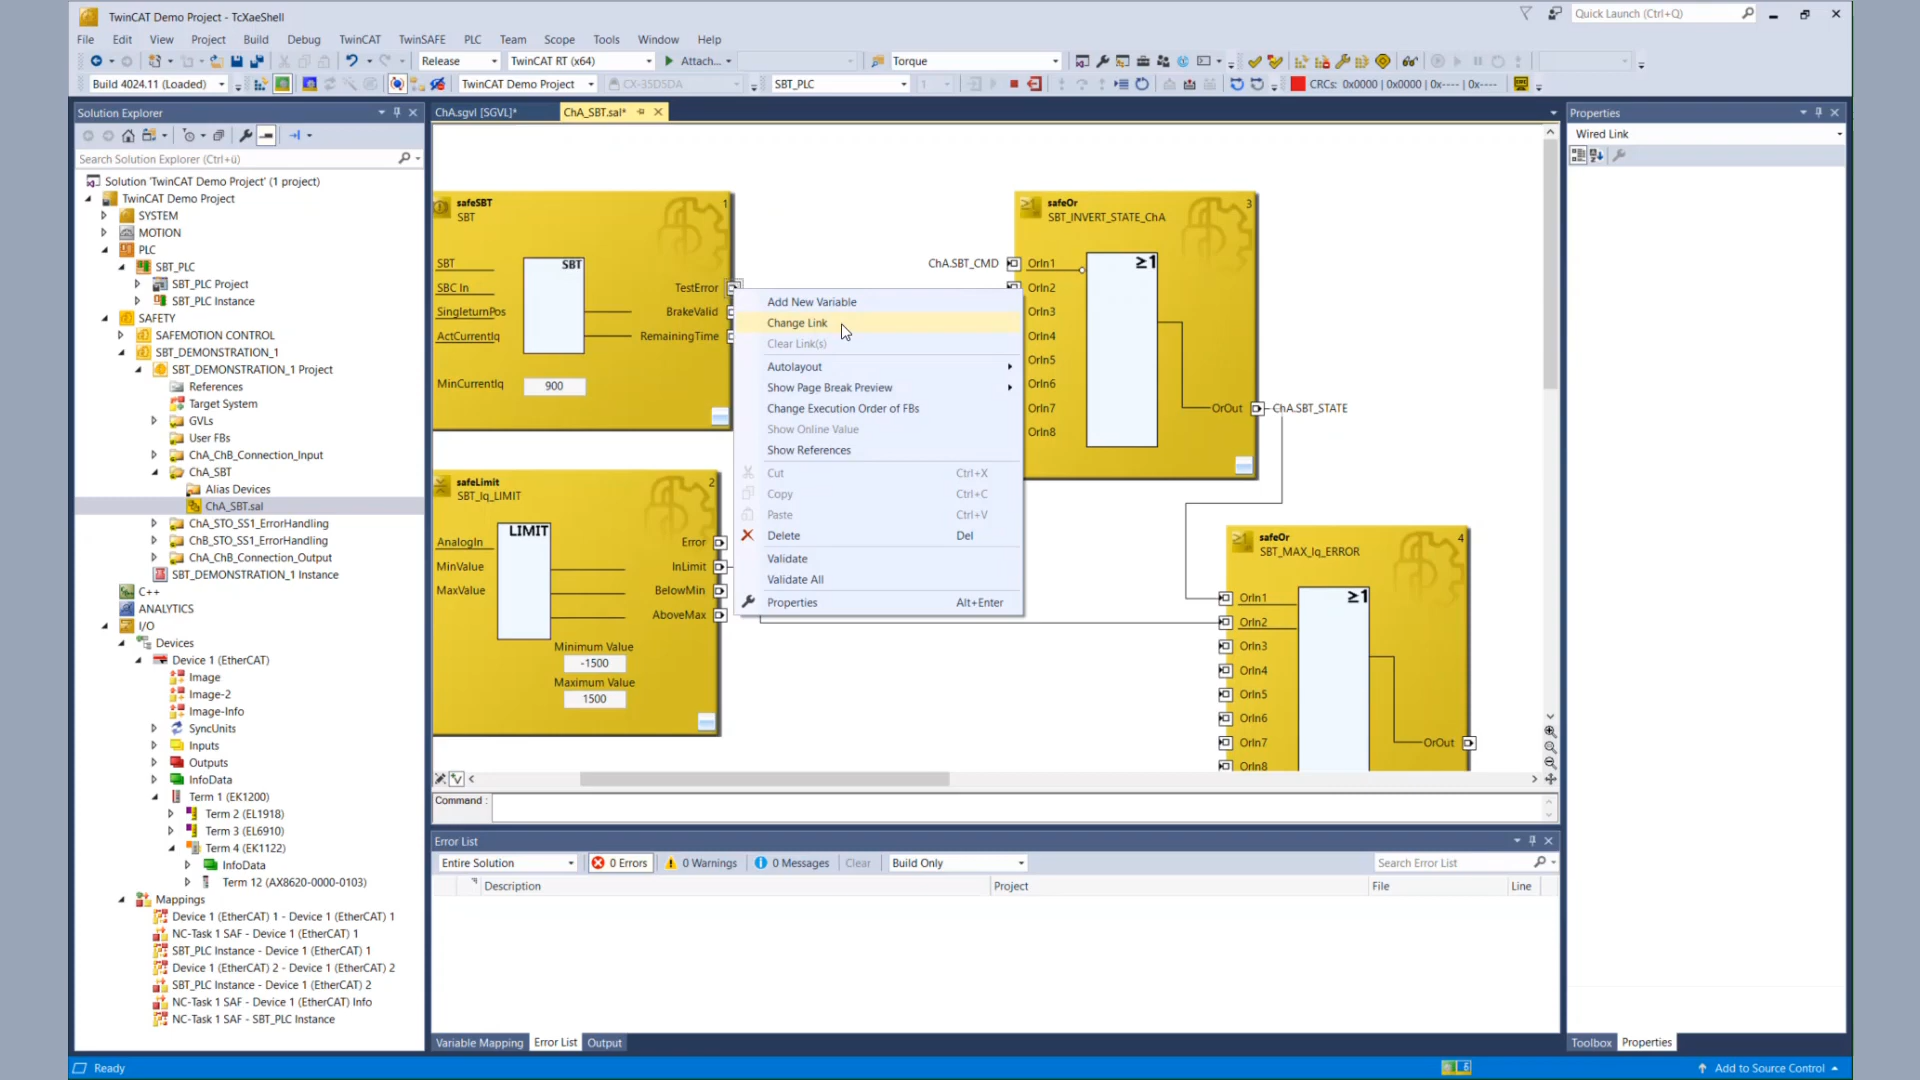 TwinCAT Demo Project - TcXaeShell
Quick Launch (Ctrl+Q)
File Edit View Project Build Debug TwinCAT TwinSAFE PLC Team Scope Tools Window Help
Release TwinCAT RT (x64) Attach... Torque
Build 4024.11 (Loaded) TwinCAT Demo Project CX-35D5DA SBT_PLC 1 CRCs: 0x0000 | 0x0000 | 0x---- | 0x----
Solution Explorer
Search Solution Explorer (Ctrl+ü)
Solution 'TwinCAT Demo Project' (1 project)
TwinCAT Demo Project
SYSTEM
MOTION
PLC
SBT_PLC
SBT_PLC Project
SBT_PLC Instance
SAFETY
SAFEMOTION CONTROL
SBT_DEMONSTRATION_1
SBT_DEMONSTRATION_1 Project
References
Target System
GVLs
User FBs
ChA_ChB_Connection_Input
ChA_SBT
Alias Devices
ChA_SBT.sal
ChA_STO_SS1_ErrorHandling
ChB_STO_SS1_ErrorHandling
ChA_ChB_Connection_Output
SBT_DEMONSTRATION_1 Instance
C++
ANALYTICS
I/O
Devices
Device 1 (EtherCAT)
Image
Image-2
Image-Info
SyncUnits
Inputs
Outputs
InfoData
Term 1 (EK1200)
Term 2 (EL1918)
Term 3 (EL6910)
Term 4 (EK1122)
InfoData
Term 12 (AX8620-0000-0103)
Mappings
Device 1 (EtherCAT) 1 - Device 1 (EtherCAT) 1
NC-Task 1 SAF - Device 1 (EtherCAT) 1
SBT_PLC Instance - Device 1 (EtherCAT) 1
Device 1 (EtherCAT) 2 - Device 1 (EtherCAT) 2
SBT_PLC Instance - Device 1 (EtherCAT) 2
NC-Task 1 SAF - Device 1 (EtherCAT) Info
NC-Task 1 SAF - SBT_PLC Instance
ChA.sgvl [SGVL]* ChA_SBT.sal*
safeSBT 1
SBT
SBT
SBC In
SingleturnPos
ActCurrentIq
MinCurrentIq 900
SBT
TestError
BrakeValid
RemainingTime
safeLimit 2
SBT_Iq_LIMIT
AnalogIn
MinValue
MaxValue
LIMIT
Error
InLimit
BelowMin
AboveMax
Minimum Value
-1500
Maximum Value
1500
Add New Variable
Change Link
Clear Link(s)
Autolayout
Show Page Break Preview
Change Execution Order of FBs
Show Online Value
Show References
Cut Ctrl+X
Copy Ctrl+C
Paste Ctrl+V
Delete Del
Validate
Validate All
Properties Alt+Enter
safeOr 3
SBT_INVERT_STATE_ChA
ChA.SBT_CMD
OrIn1
OrIn2
OrIn3
OrIn4
OrIn5
OrIn6
OrIn7
OrIn8
≥1
OrOut
ChA.SBT_STATE
safeOr 4
SBT_MAX_Iq_ERROR
OrIn1
OrIn2
OrIn3
OrIn4
OrIn5
OrIn6
OrIn7
OrIn8
≥1
OrOut
Command :
Error List
Entire Solution 0 Errors 0 Warnings 0 Messages Clear Build Only Search Error List
Description Project File Line
Variable Mapping Error List Output
Properties
Wired Link
Toolbox Properties
Ready
6
Add to Source Control